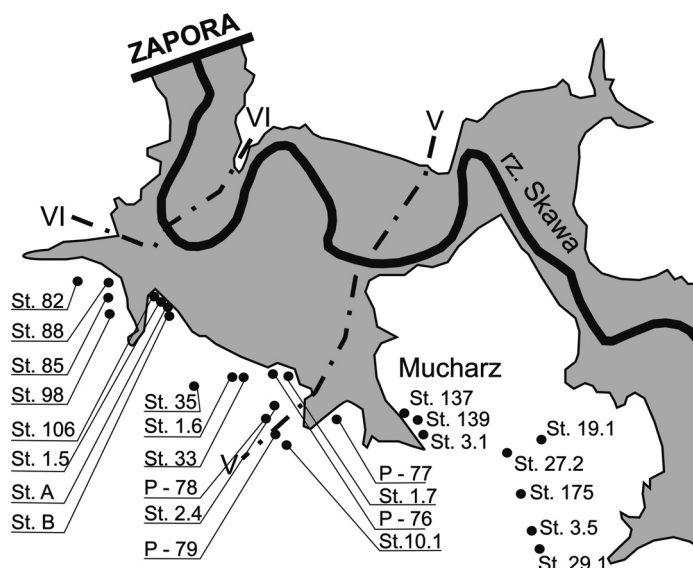 ZAPORA
VI
V
VI
rz. Skawa
St. 82
St. 88
St. 85
St. 98
St. 106
St. 1.5
St. A
St. B
St. 35
St. 1.6
St. 33
V
P - 78
St. 2.4
P - 79
P - 77
St. 1.7
P - 76
St.10.1
Mucharz
St. 137
St. 139
St. 3.1
St. 19.1
St. 27.2
St. 175
St. 3.5
St. 29.1